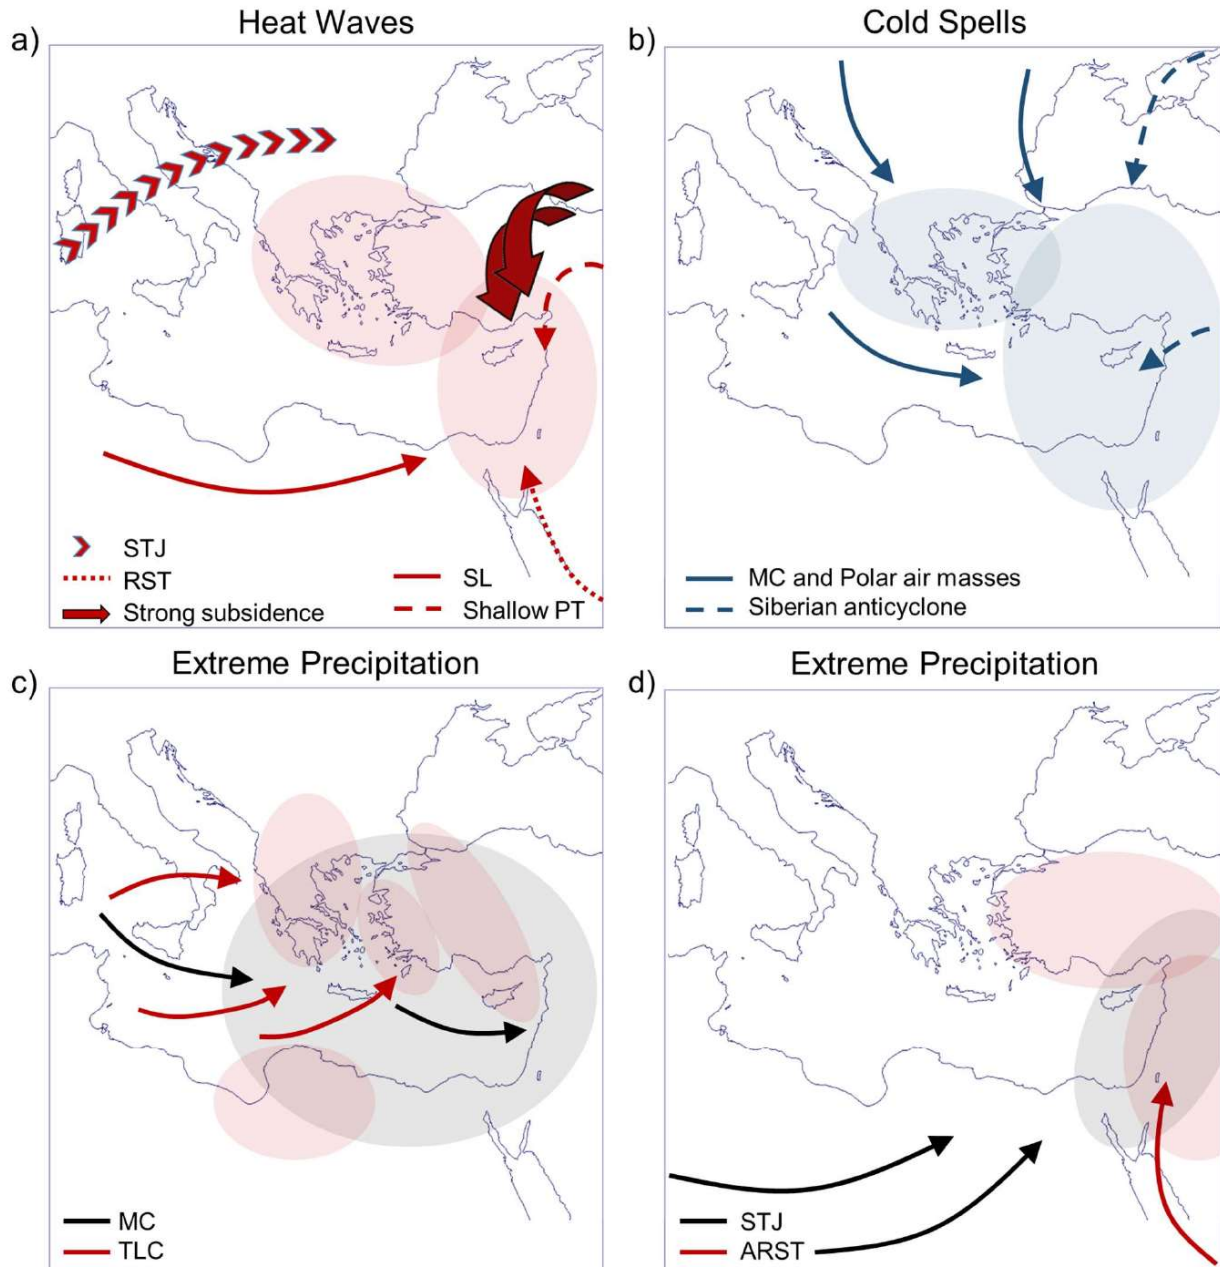 a)
Heat Waves
STJ
RST
Strong subsidence
SL
Shallow PT
b)
Cold Spells
MC and Polar air masses
Siberian anticyclone
c)
Extreme Precipitation
MC
TLC
d)
Extreme Precipitation
STJ
ARST